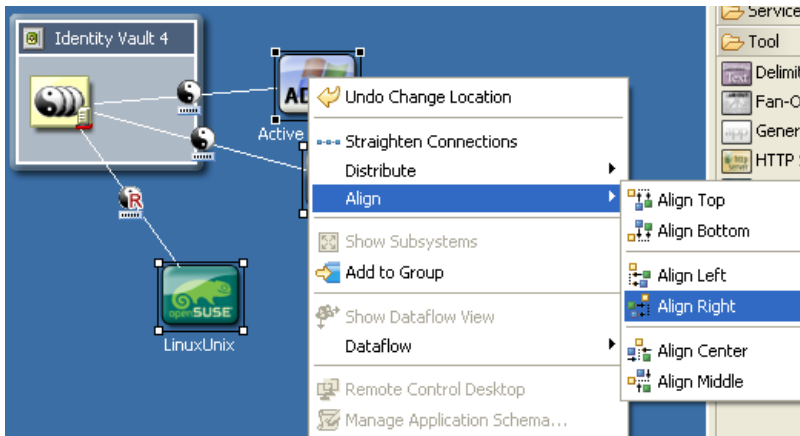 Service
Identity Vault 4
Tool
AD
Text
Delimit
Undo Change Location
Fan-O
Active
Gener
Straighten Connections
HTTP
Distribute
Align
Align Top
Align Bottom
R
Show Subsystems
Add to Group
Align Left
Align Right
openSUSE
Show Dataflow View
LinuxUnix
Dataflow
Align Center
Align Middle
Remote Control Desktop
Manage Application Schema...